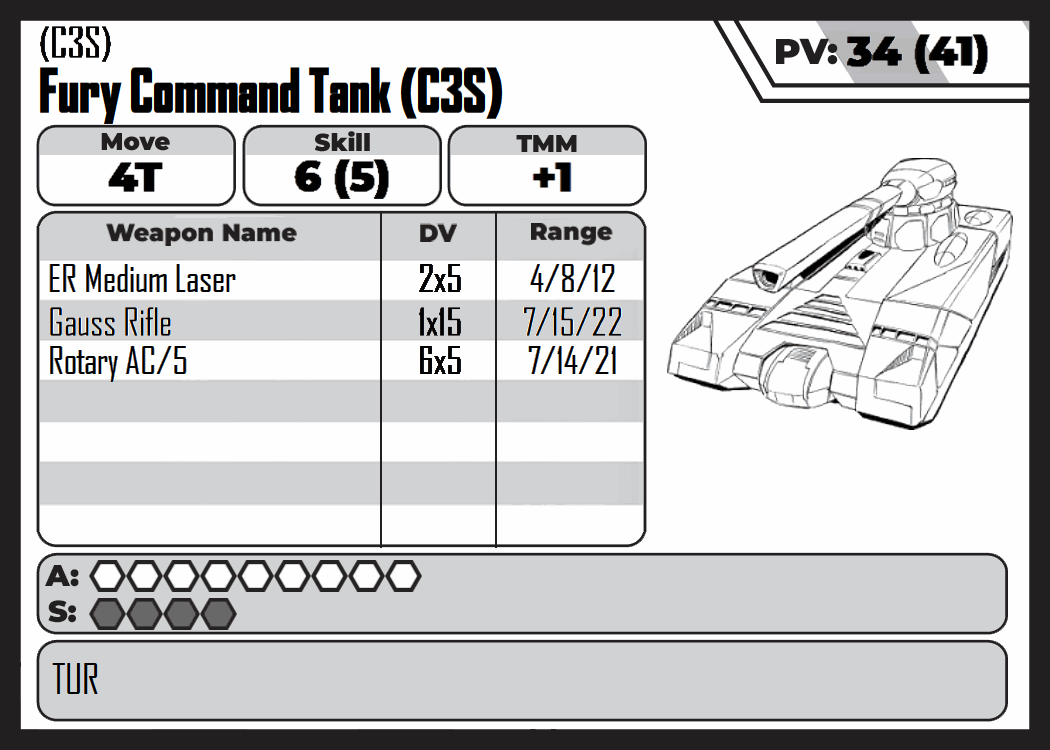 (C3S)
PV: 34 (41)
Fury Command Tank (C3S)
Move Skill TMM
4T 6 (5) +1
Weapon Name DV Range
ER Medium Laser 2x5 4/8/12
Gauss Rifle 1x15 7/15/22
Rotary AC/5 6x5 7/14/21
A:
S:
TUR